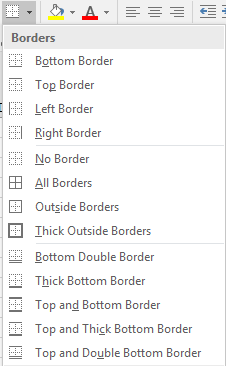 A
Borders
Bottom Border
Top Border
Left Border
Right Border
No Border
All Borders
Outside Borders
Thick Outside Borders
Bottom Double Border
Thick Bottom Border
Top and Bottom Border
Top and Thick Bottom Border
Top and Double Bottom Border